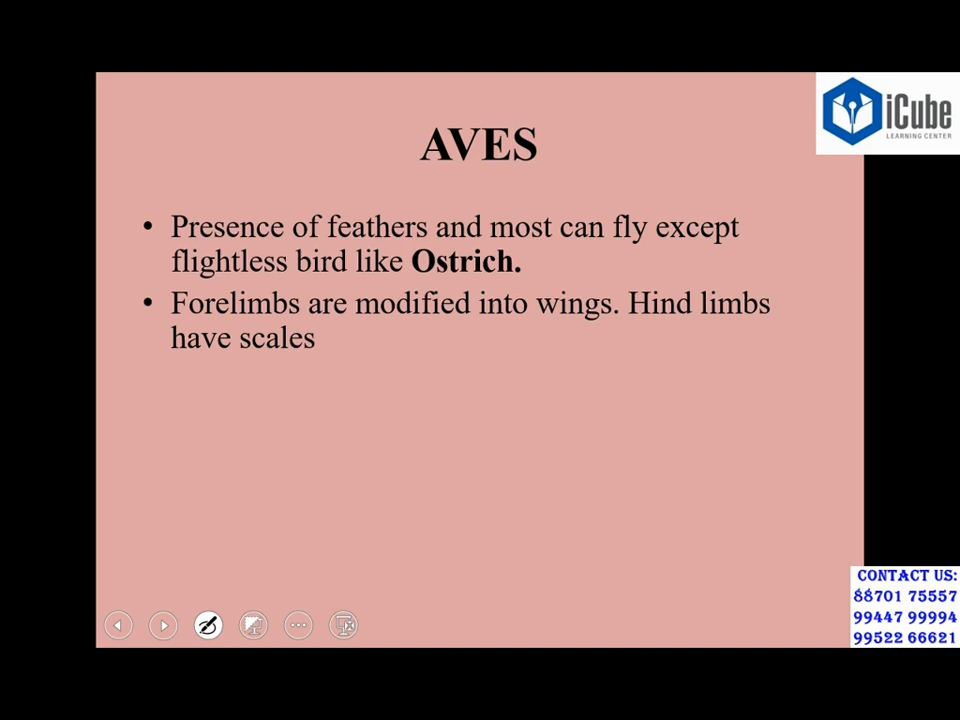 iCube
LEARNING CENTER
AVES
• Presence of feathers and most can fly except
flightless bird like Ostrich.
• Forelimbs are modified into wings. Hind limbs
have scales
CONTACT US:
88701 75557
99447 99994
99522 66621